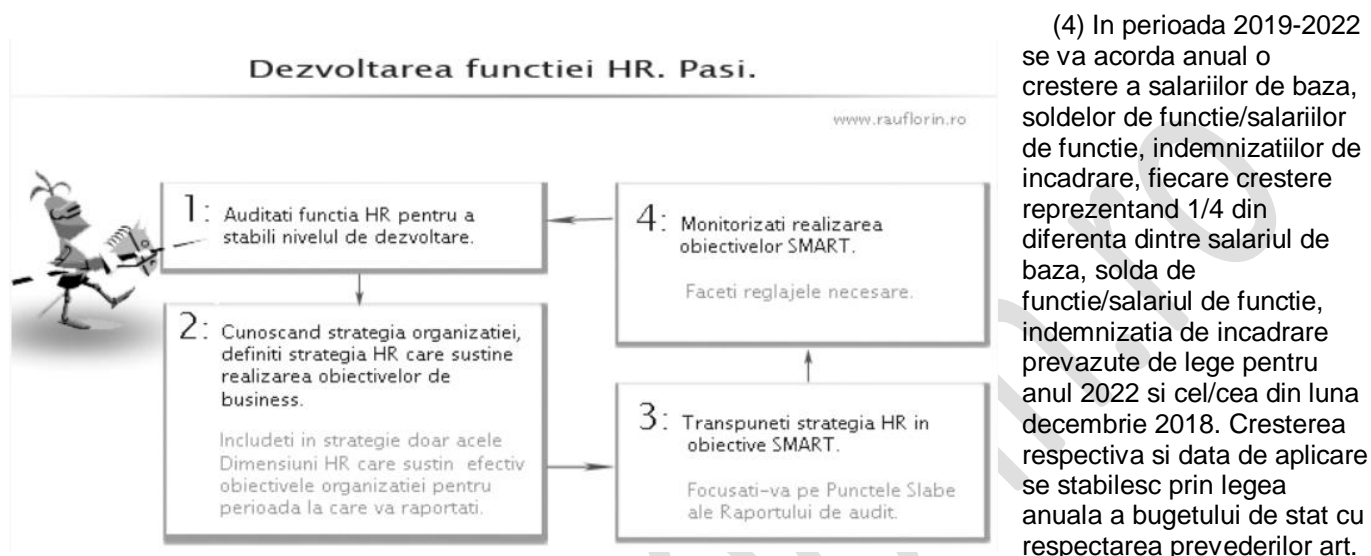 Dezvoltarea functiei HR. Pasi.
www.rauflorin.ro
1: Auditati functia HR pentru a
stabili nivelul de dezvoltare.
2: Cunoscand strategia organizatiei,
definiti strategia HR care sustine
realizarea obiectivelor de
business.
Includeti in strategie doar acele
Dimensiuni HR care sustin efectiv
obiectivele organizatiei pentru
perioada la care va raportati.
3: Transpuneti strategia HR in
obiective SMART.
Focusati-va pe Punctele Slabe
ale Raportului de audit.
4: Monitorizati realizarea
obiectivelor SMART.
Faceti reglajele necesare.
(4) In perioada 2019-2022
se va acorda anual o
crestere a salariilor de baza,
soldelor de functie/salariilor
de functie, indemnizatiilor de
incadrare, fiecare crestere
reprezentand 1/4 din
diferenta dintre salariul de
baza, solda de
functie/salariul de functie,
indemnizatia de incadrare
prevazute de lege pentru
anul 2022 si cel/cea din luna
decembrie 2018. Cresterea
respectiva si data de aplicare
se stabilesc prin legea
anuala a bugetului de stat cu
respectarea prevederilor art.